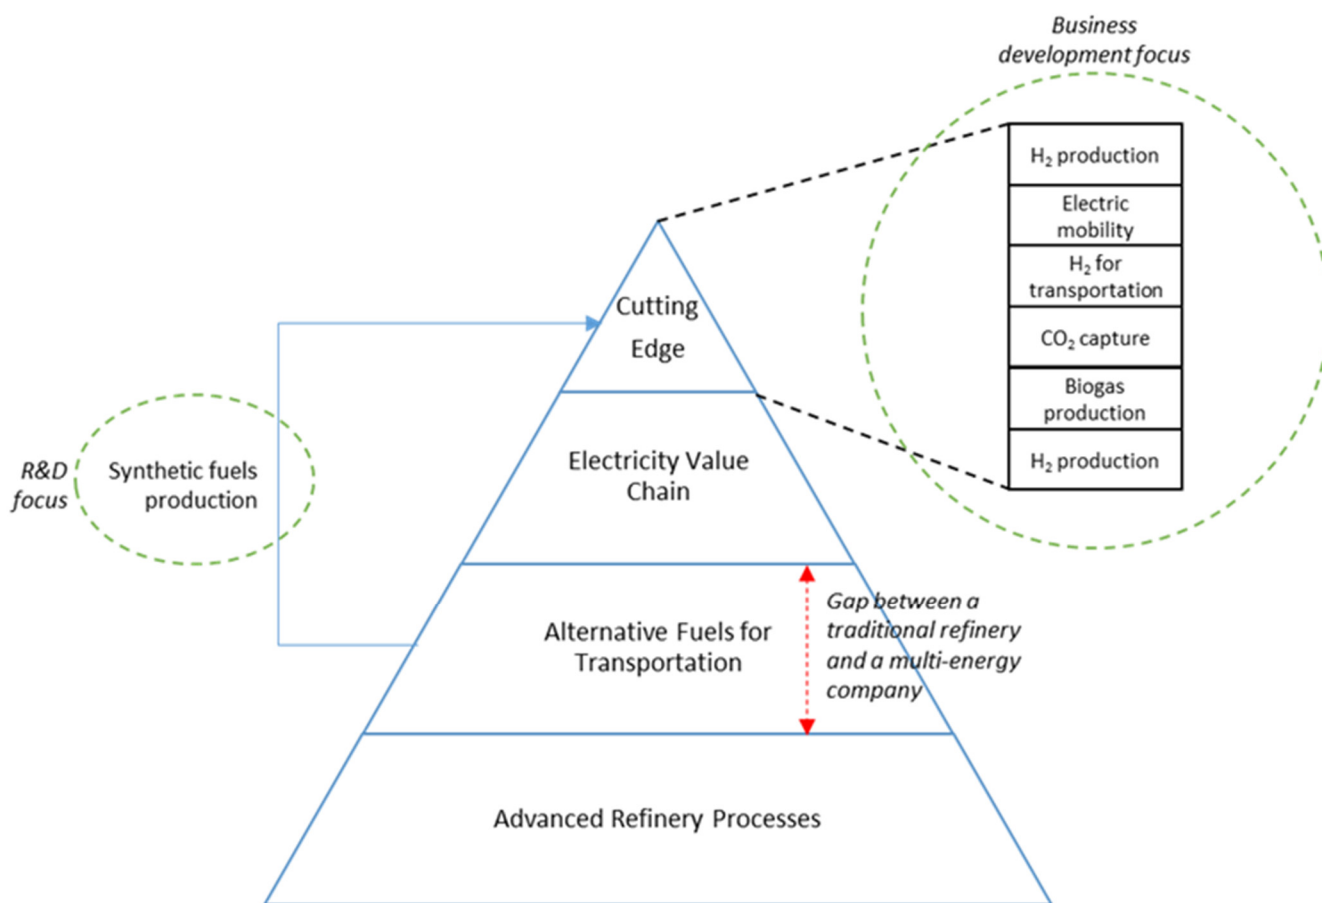 Business
development focus
H₂ production
Electric
mobility
H₂ for
transportation
CO₂ capture
Biogas
production
H₂ production
Cutting
Edge
Electricity Value
Chain
R&D
focus
Synthetic fuels
production
Alternative Fuels for
Transportation
Gap between a
traditional refinery
and a multi-energy
company
Advanced Refinery Processes